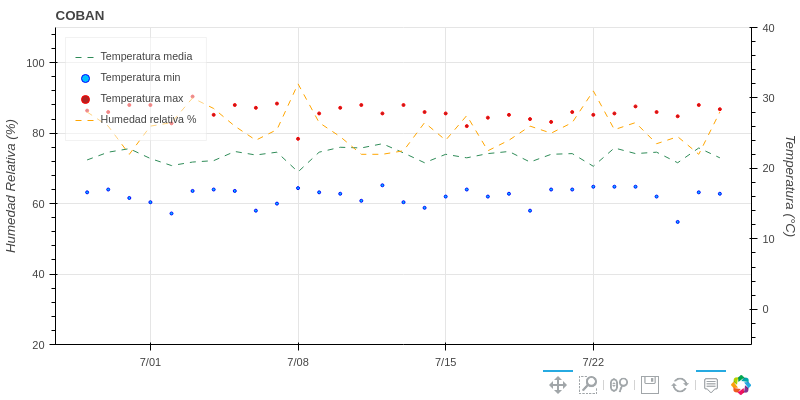 COBAN
Temperatura media
Temperatura min
Temperatura max
Humedad relativa %
Humedad Relativa (%)
100
80
60
40
20
Temperatura (°C)
40
30
20
10
0
7/01
7/08
7/15
7/22